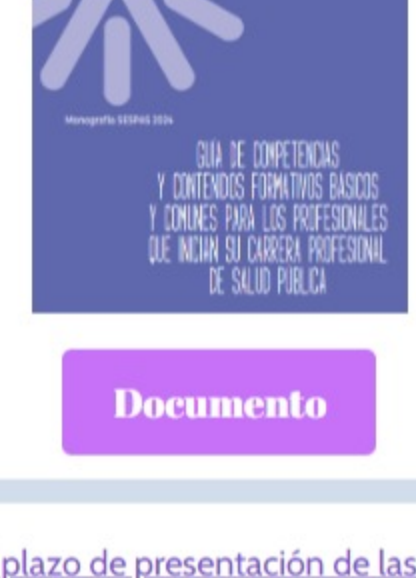 Monografía SESPAS 2024
GUÍA DE COMPETENCIAS
Y CONTENIDOS FORMATIVOS BÁSICOS
Y COMUNES PARA LOS PROFESIONALES
QUE INICIAN SU CARRERA PROFESIONAL
DE SALUD PÚBLICA
Documento
plazo de presentación de las